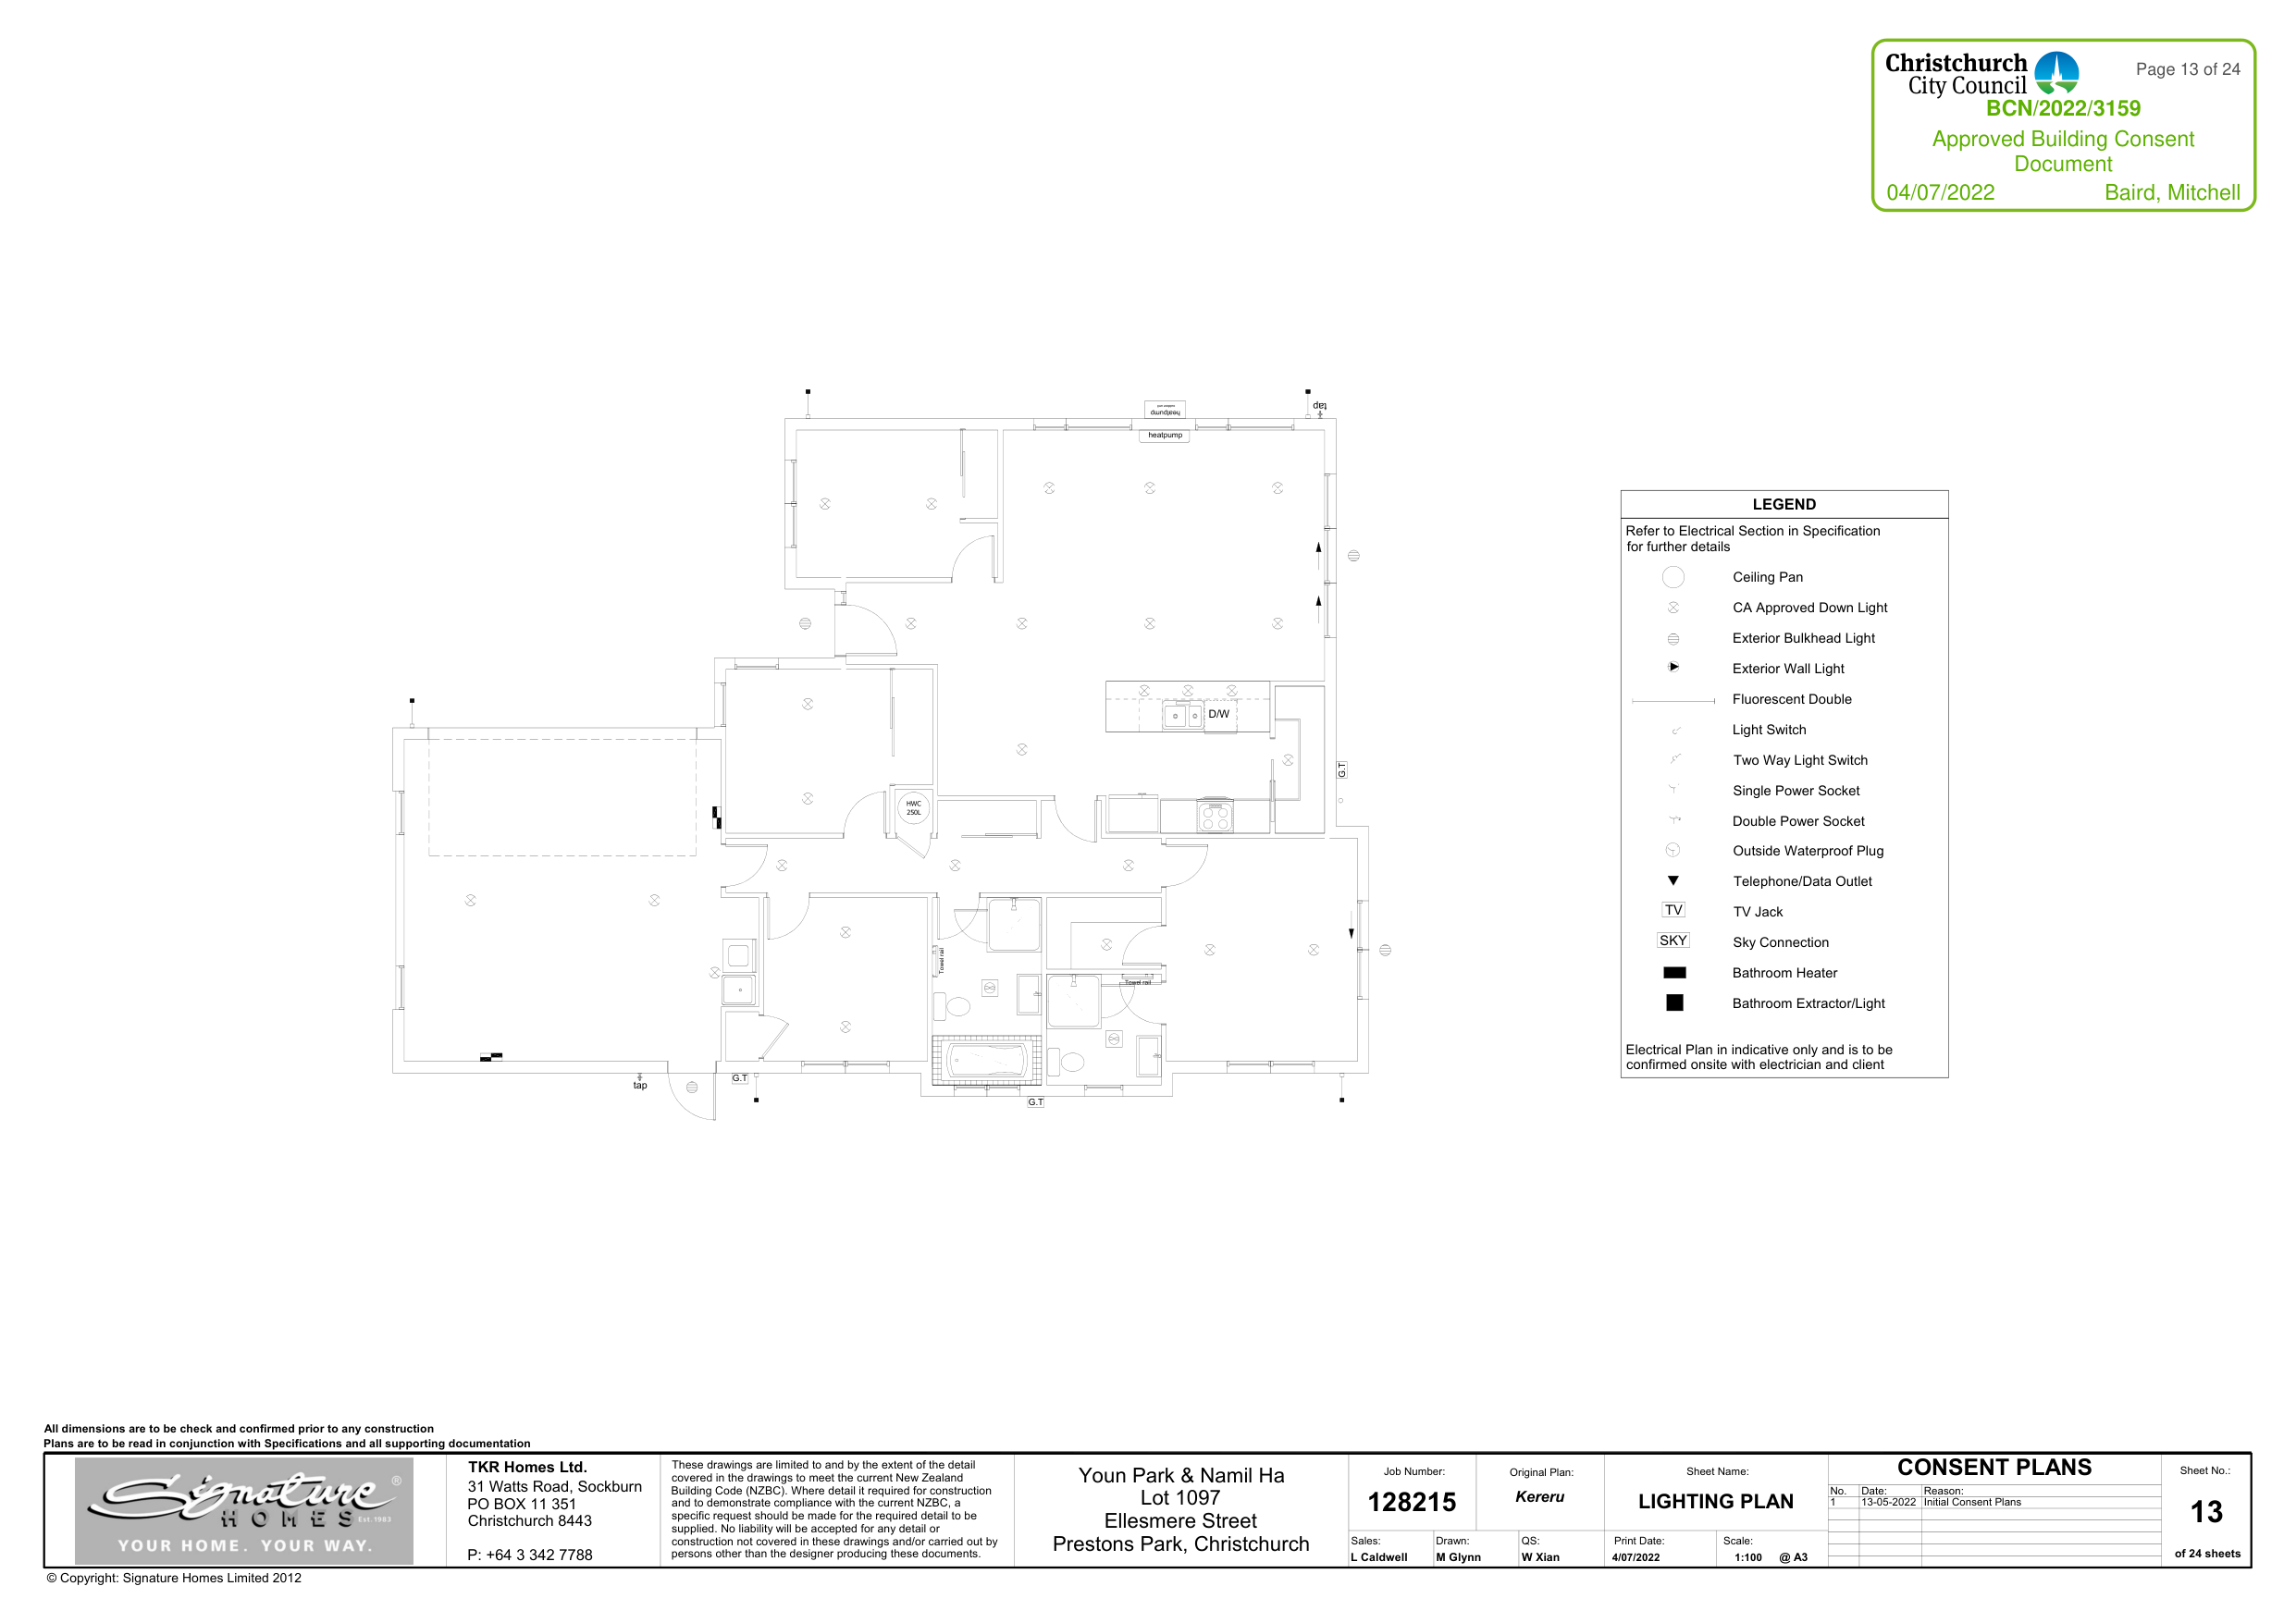 Christchurch
City Council
Page 13 of 24
BCN/2022/3159
Approved Building Consent
Document
04/07/2022 Baird, Mitchell
heatpump
tap
heatpump
D/W
G.T
HWC
250L
Towel rail
Towel rail
tap
G.T
G.T
LEGEND
Refer to Electrical Section in Specification
for further details
Ceiling Pan
CA Approved Down Light
Exterior Bulkhead Light
Exterior Wall Light
Fluorescent Double
Light Switch
Two Way Light Switch
Single Power Socket
Double Power Socket
Outside Waterproof Plug
Telephone/Data Outlet
TV TV Jack
SKY Sky Connection
Bathroom Heater
Bathroom Extractor/Light
Electrical Plan in indicative only and is to be
confirmed onsite with electrician and client
All dimensions are to be check and confirmed prior to any construction
Plans are to be read in conjunction with Specifications and all supporting documentation
Signature ®
HOMES Est.1983
YOUR HOME. YOUR WAY.
TKR Homes Ltd.
31 Watts Road, Sockburn
PO BOX 11 351
Christchurch 8443
P: +64 3 342 7788
These drawings are limited to and by the extent of the detail
covered in the drawings to meet the current New Zealand
Building Code (NZBC). Where detail it required for construction
and to demonstrate compliance with the current NZBC, a
specific request should be made for the required detail to be
supplied. No liability will be accepted for any detail or
construction not covered in these drawings and/or carried out by
persons other than the designer producing these documents.
Youn Park & Namil Ha
Lot 1097
Ellesmere Street
Prestons Park, Christchurch
Job Number:
128215
Original Plan:
Kereru
Sheet Name:
LIGHTING PLAN
Sales:
L Caldwell
Drawn:
M Glynn
QS:
W Xian
Print Date:
4/07/2022
Scale:
1:100 @ A3
CONSENT PLANS
No. Date: Reason:
1 13-05-2022 Initial Consent Plans
Sheet No.:
13
of 24 sheets
© Copyright: Signature Homes Limited 2012